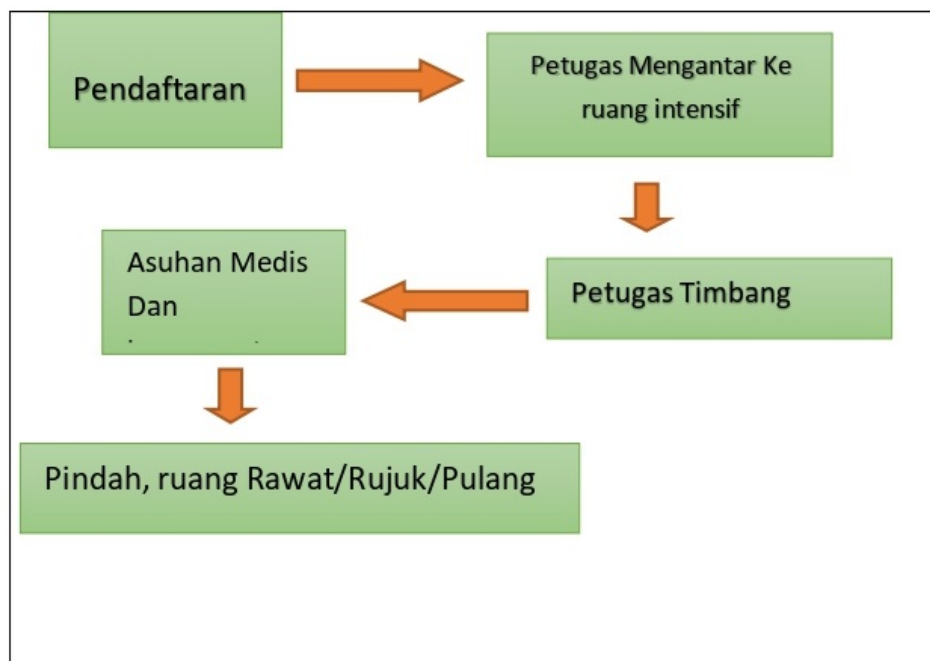 Pendaftaran
Petugas Mengantar Ke
ruang intensif
Petugas Timbang
Asuhan Medis
Dan
Pindah, ruang Rawat/Rujuk/Pulang